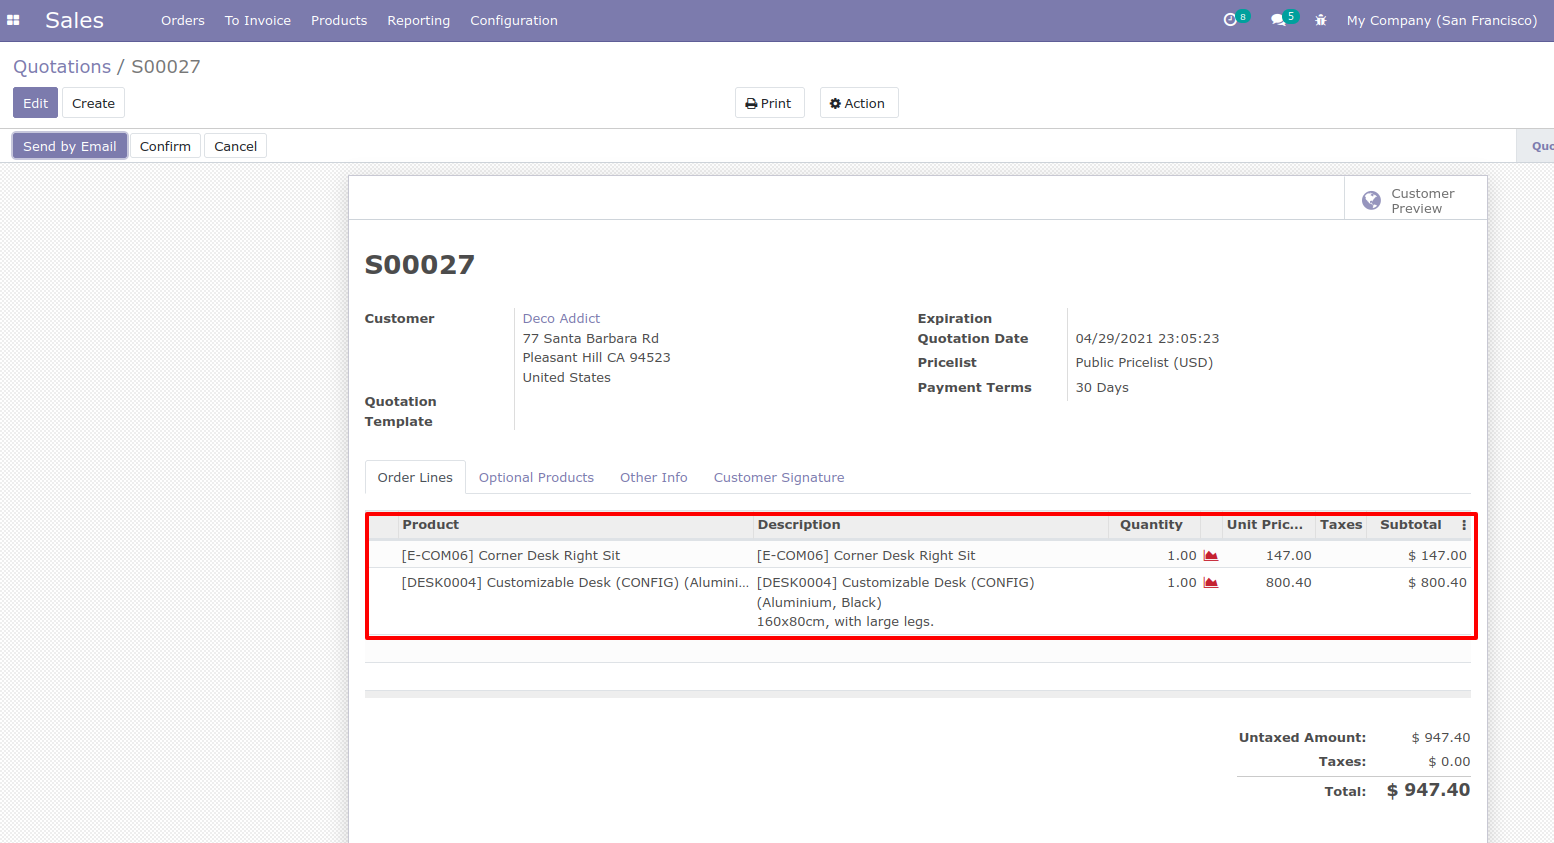 Sales Orders To Invoice Products Reporting Configuration 8 5 My Company (San Francisco)
Quotations / S00027
Edit Create Print Action
Send by Email Confirm Cancel Quo
Customer
Preview
S00027
Customer Deco Addict
77 Santa Barbara Rd
Pleasant Hill CA 94523
United States
Quotation
Template
Expiration
Quotation Date 04/29/2021 23:05:23
Pricelist Public Pricelist (USD)
Payment Terms 30 Days
Order Lines Optional Products Other Info Customer Signature
Product Description Quantity Unit Pric... Taxes Subtotal
[E-COM06] Corner Desk Right Sit [E-COM06] Corner Desk Right Sit 1.00 147.00 $ 147.00
[DESK0004] Customizable Desk (CONFIG) (Alumini... [DESK0004] Customizable Desk (CONFIG) 1.00 800.40 $ 800.40
(Aluminium, Black)
160x80cm, with large legs.
Untaxed Amount: $ 947.40
Taxes: $ 0.00
Total: $ 947.40